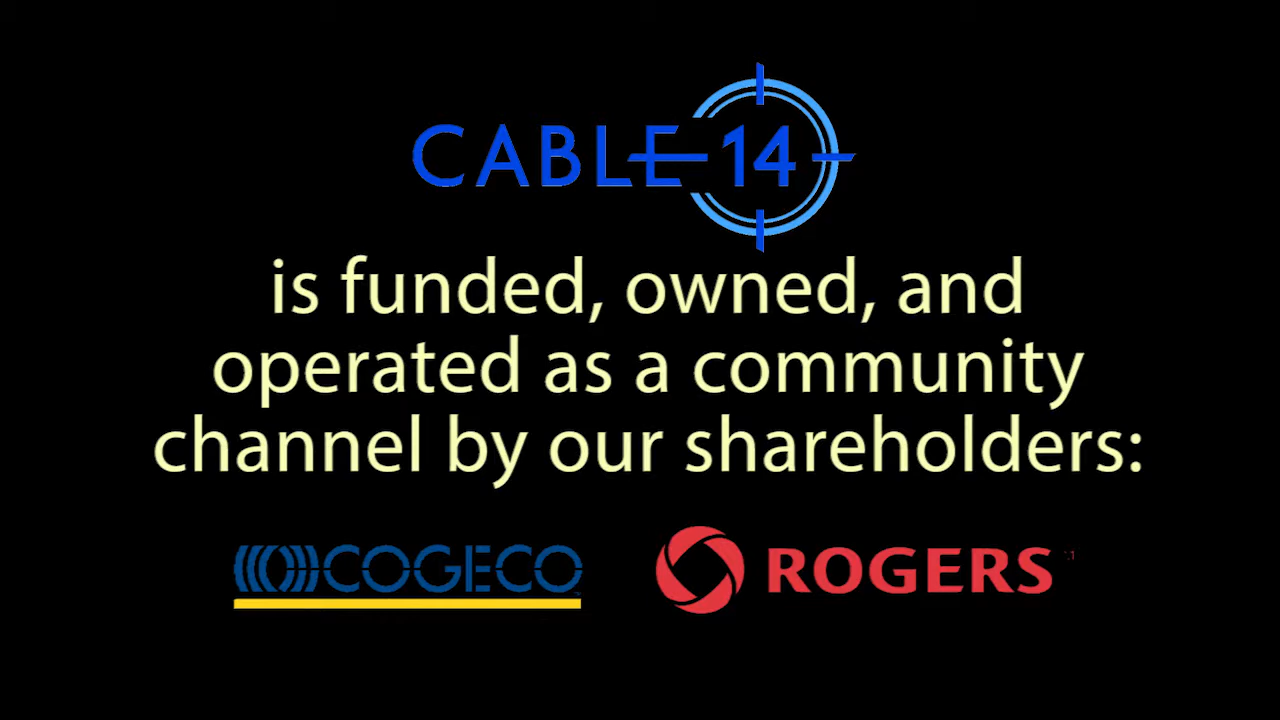 CABLE 14
is funded, owned, and
operated as a community
channel by our shareholders:
COGECO ROGERS